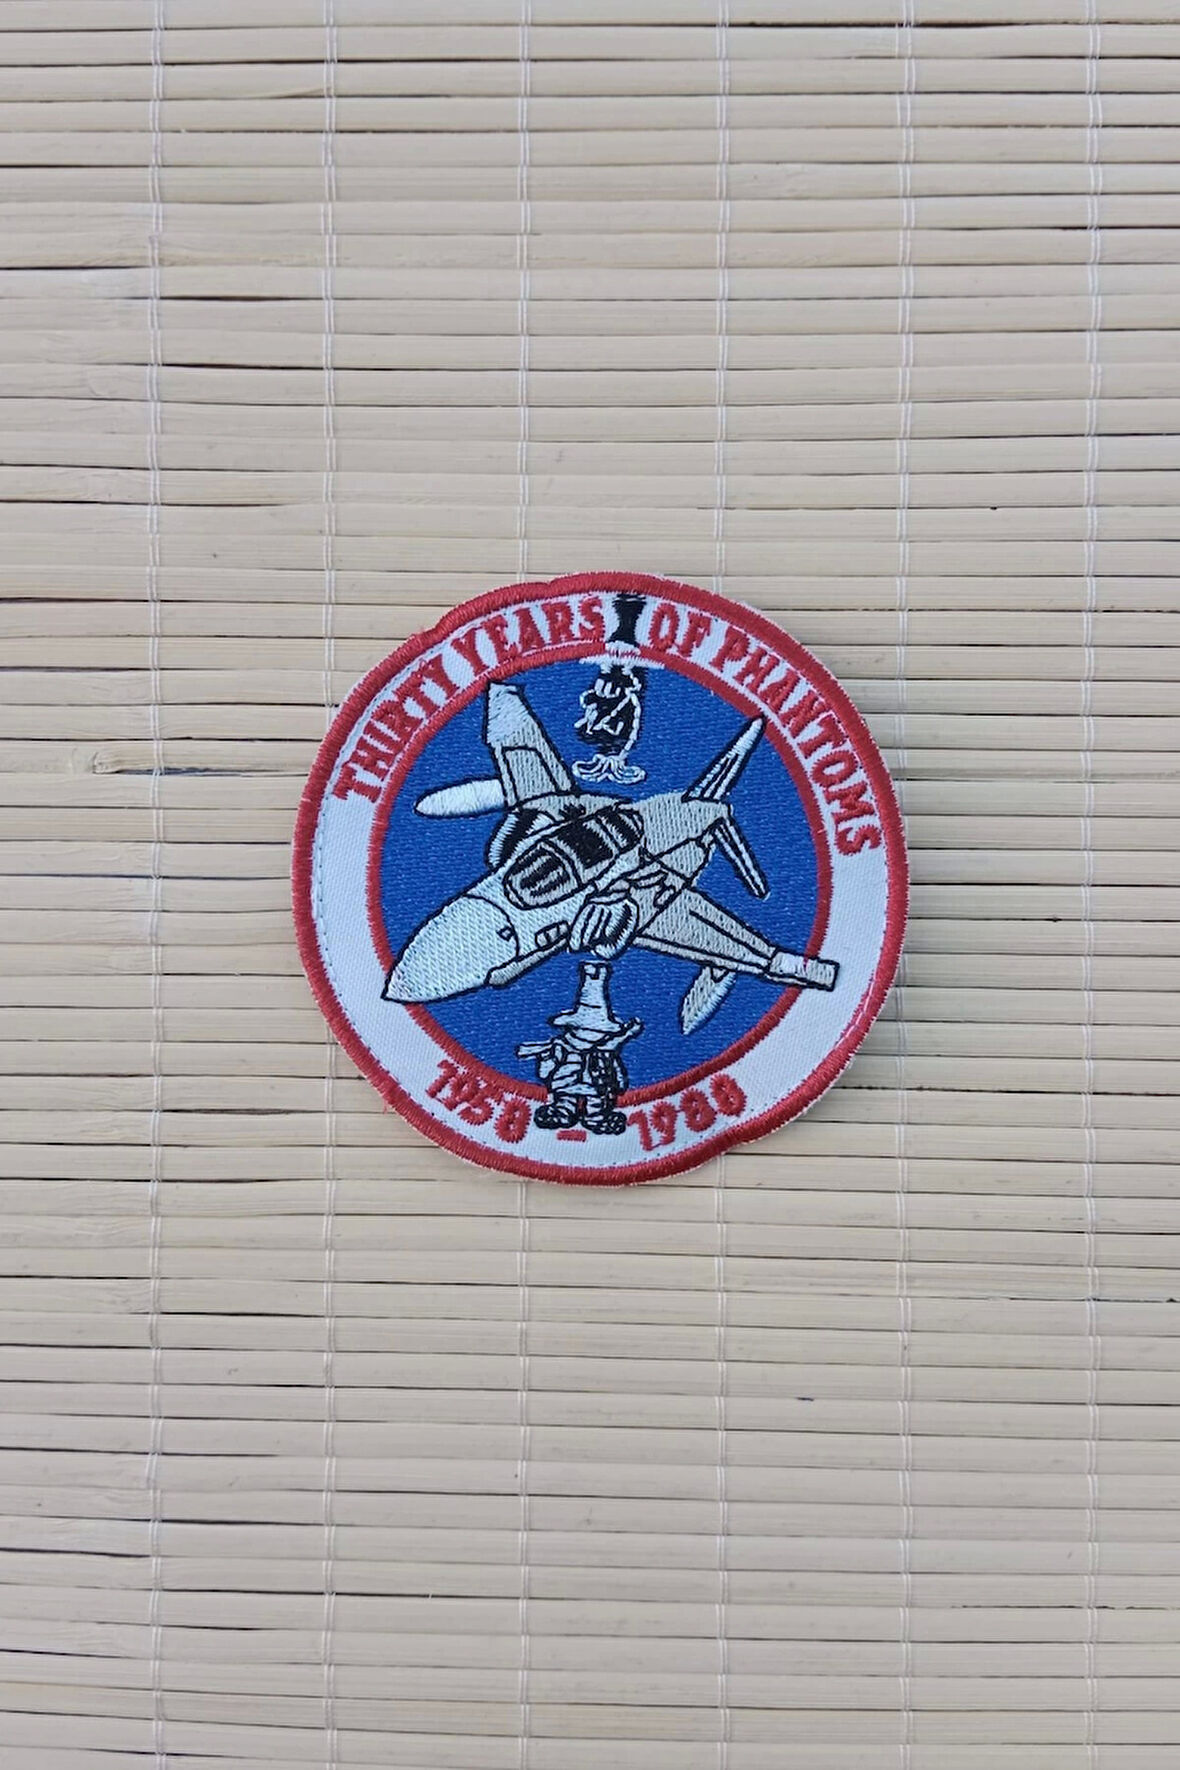 THIRTY YEARS OF PHANTOMS
1958 - 1988